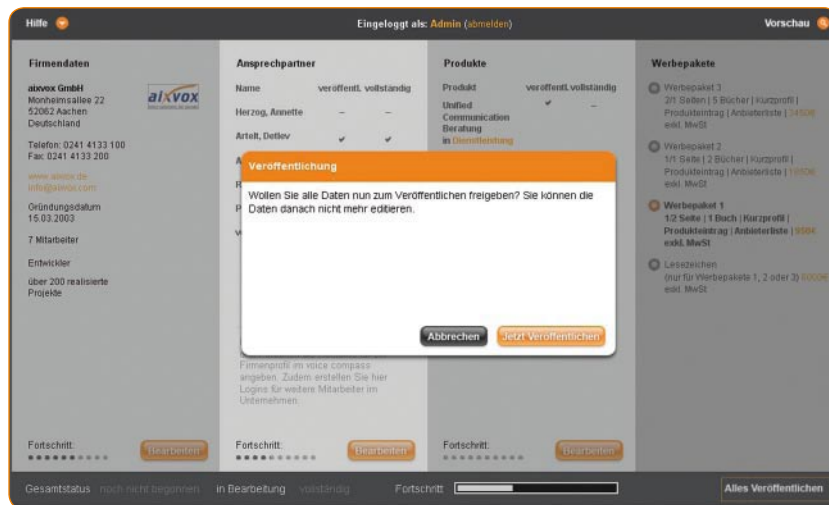 Hilfe
Eingeloggt als: Admin (abmelden)
Vorschau
Firmendaten
aixvox GmbH
Monheimsallee 22
52062 Aachen
Deutschland
aixvox
Telefon: 0241 4133 100
Fax: 0241 4133 200
www.aixvox.de
info@aixvox.com
Gründungsdatum
15.03.2003
7 Mitarbeiter
Entwickler
über 200 realisierte
Projekte
Fortschritt:
Bearbeiten
Ansprechpartner
Name veröffentl. vollständig
Herzog, Annette – –
Artelt, Detlev ✔ ✔
Firmenprofil im voice compass
angeben. Zudem erstellen Sie hier
Logins für weitere Mitarbeiter im
Unternehmen.
Fortschritt:
Bearbeiten
Produkte
Produkt veröffentl. vollständig
Unified ✔ –
Communication
Beratung
in Dienstleistung
Fortschritt:
Bearbeiten
Werbepakete
Werbepaket 3
2/1 Seiten | 5 Bücher | Kurzprofil |
Produkteintrag | Anbieterliste |
exkl. MwSt
Werbepaket 2
1/1 Seite | 2 Bücher | Kurzprofil |
Produkteintrag | Anbieterliste |
exkl. MwSt
Werbepaket 1
1/2 Seite | 1 Buch | Kurzprofil |
Produkteintrag | Anbieterliste |
exkl. MwSt
Lesezeichen
(nur für Werbepakete 1, 2 oder 3)
exkl. MwSt
Veröffentlichung
Wollen Sie alle Daten nun zum Veröffentlichen freigeben? Sie können die
Daten danach nicht mehr editieren.
Abbrechen
Jetzt Veröffentlichen
Gesamtstatus noch nicht begonnen in Bearbeitung vollständig Fortschritt
Alles Veröffentlichen